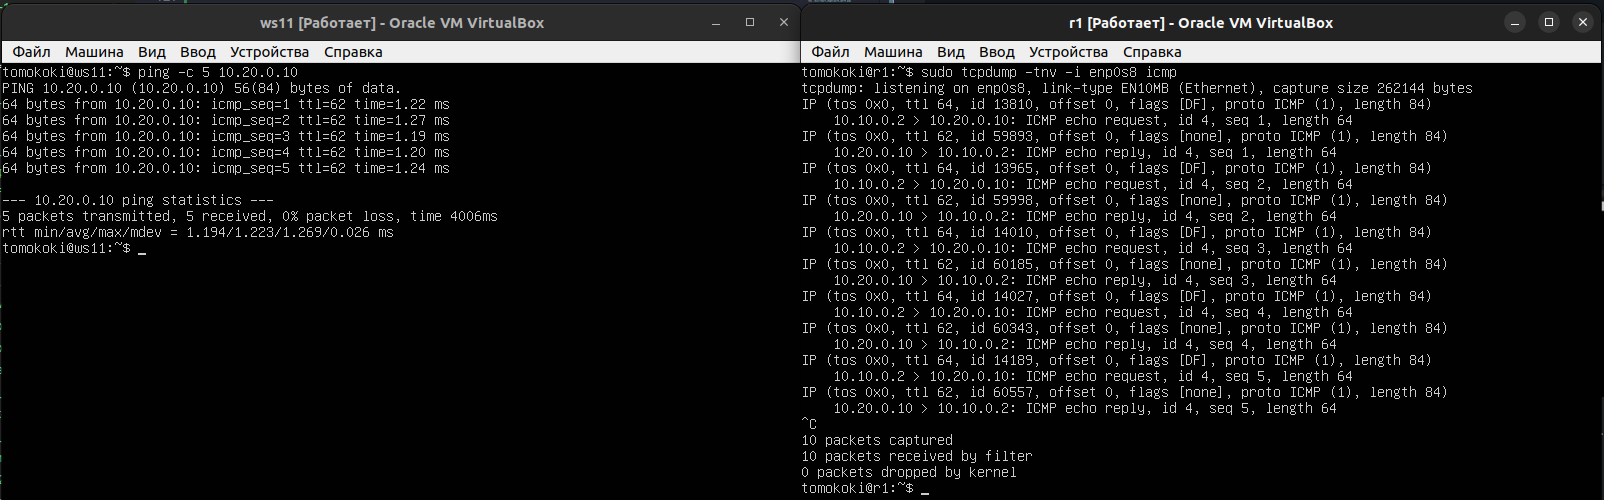 ws11 [Работает] - Oracle VM VirtualBox
Файл Машина Вид Ввод Устройства Справка
tomokoki@ws11:~$ ping -c 5 10.20.0.10
PING 10.20.0.10 (10.20.0.10) 56(84) bytes of data.
64 bytes from 10.20.0.10: icmp_seq=1 ttl=62 time=1.22 ms
64 bytes from 10.20.0.10: icmp_seq=2 ttl=62 time=1.27 ms
64 bytes from 10.20.0.10: icmp_seq=3 ttl=62 time=1.19 ms
64 bytes from 10.20.0.10: icmp_seq=4 ttl=62 time=1.20 ms
64 bytes from 10.20.0.10: icmp_seq=5 ttl=62 time=1.24 ms
--- 10.20.0.10 ping statistics ---
5 packets transmitted, 5 received, 0% packet loss, time 4006ms
rtt min/avg/max/mdev = 1.194/1.223/1.269/0.026 ms
tomokoki@ws11:~$ _
r1 [Работает] - Oracle VM VirtualBox
Файл Машина Вид Ввод Устройства Справка
tomokoki@r1:~$ sudo tcpdump -tnv -i enp0s8 icmp
tcpdump: listening on enp0s8, link-type EN10MB (Ethernet), capture size 262144 bytes
IP (tos 0x0, ttl 64, id 13810, offset 0, flags [DF], proto ICMP (1), length 84)
10.10.0.2 > 10.20.0.10: ICMP echo request, id 4, seq 1, length 64
IP (tos 0x0, ttl 62, id 59893, offset 0, flags [none], proto ICMP (1), length 84)
10.20.0.10 > 10.10.0.2: ICMP echo reply, id 4, seq 1, length 64
IP (tos 0x0, ttl 64, id 13965, offset 0, flags [DF], proto ICMP (1), length 84)
10.10.0.2 > 10.20.0.10: ICMP echo request, id 4, seq 2, length 64
IP (tos 0x0, ttl 62, id 59998, offset 0, flags [none], proto ICMP (1), length 84)
10.20.0.10 > 10.10.0.2: ICMP echo reply, id 4, seq 2, length 64
IP (tos 0x0, ttl 64, id 14010, offset 0, flags [DF], proto ICMP (1), length 84)
10.10.0.2 > 10.20.0.10: ICMP echo request, id 4, seq 3, length 64
IP (tos 0x0, ttl 62, id 60185, offset 0, flags [none], proto ICMP (1), length 84)
10.20.0.10 > 10.10.0.2: ICMP echo reply, id 4, seq 3, length 64
IP (tos 0x0, ttl 64, id 14027, offset 0, flags [DF], proto ICMP (1), length 84)
10.10.0.2 > 10.20.0.10: ICMP echo request, id 4, seq 4, length 64
IP (tos 0x0, ttl 62, id 60343, offset 0, flags [none], proto ICMP (1), length 84)
10.20.0.10 > 10.10.0.2: ICMP echo reply, id 4, seq 4, length 64
IP (tos 0x0, ttl 64, id 14189, offset 0, flags [DF], proto ICMP (1), length 84)
10.10.0.2 > 10.20.0.10: ICMP echo request, id 4, seq 5, length 64
IP (tos 0x0, ttl 62, id 60557, offset 0, flags [none], proto ICMP (1), length 84)
10.20.0.10 > 10.10.0.2: ICMP echo reply, id 4, seq 5, length 64
^C
10 packets captured
10 packets received by filter
0 packets dropped by kernel
tomokoki@r1:~$ _